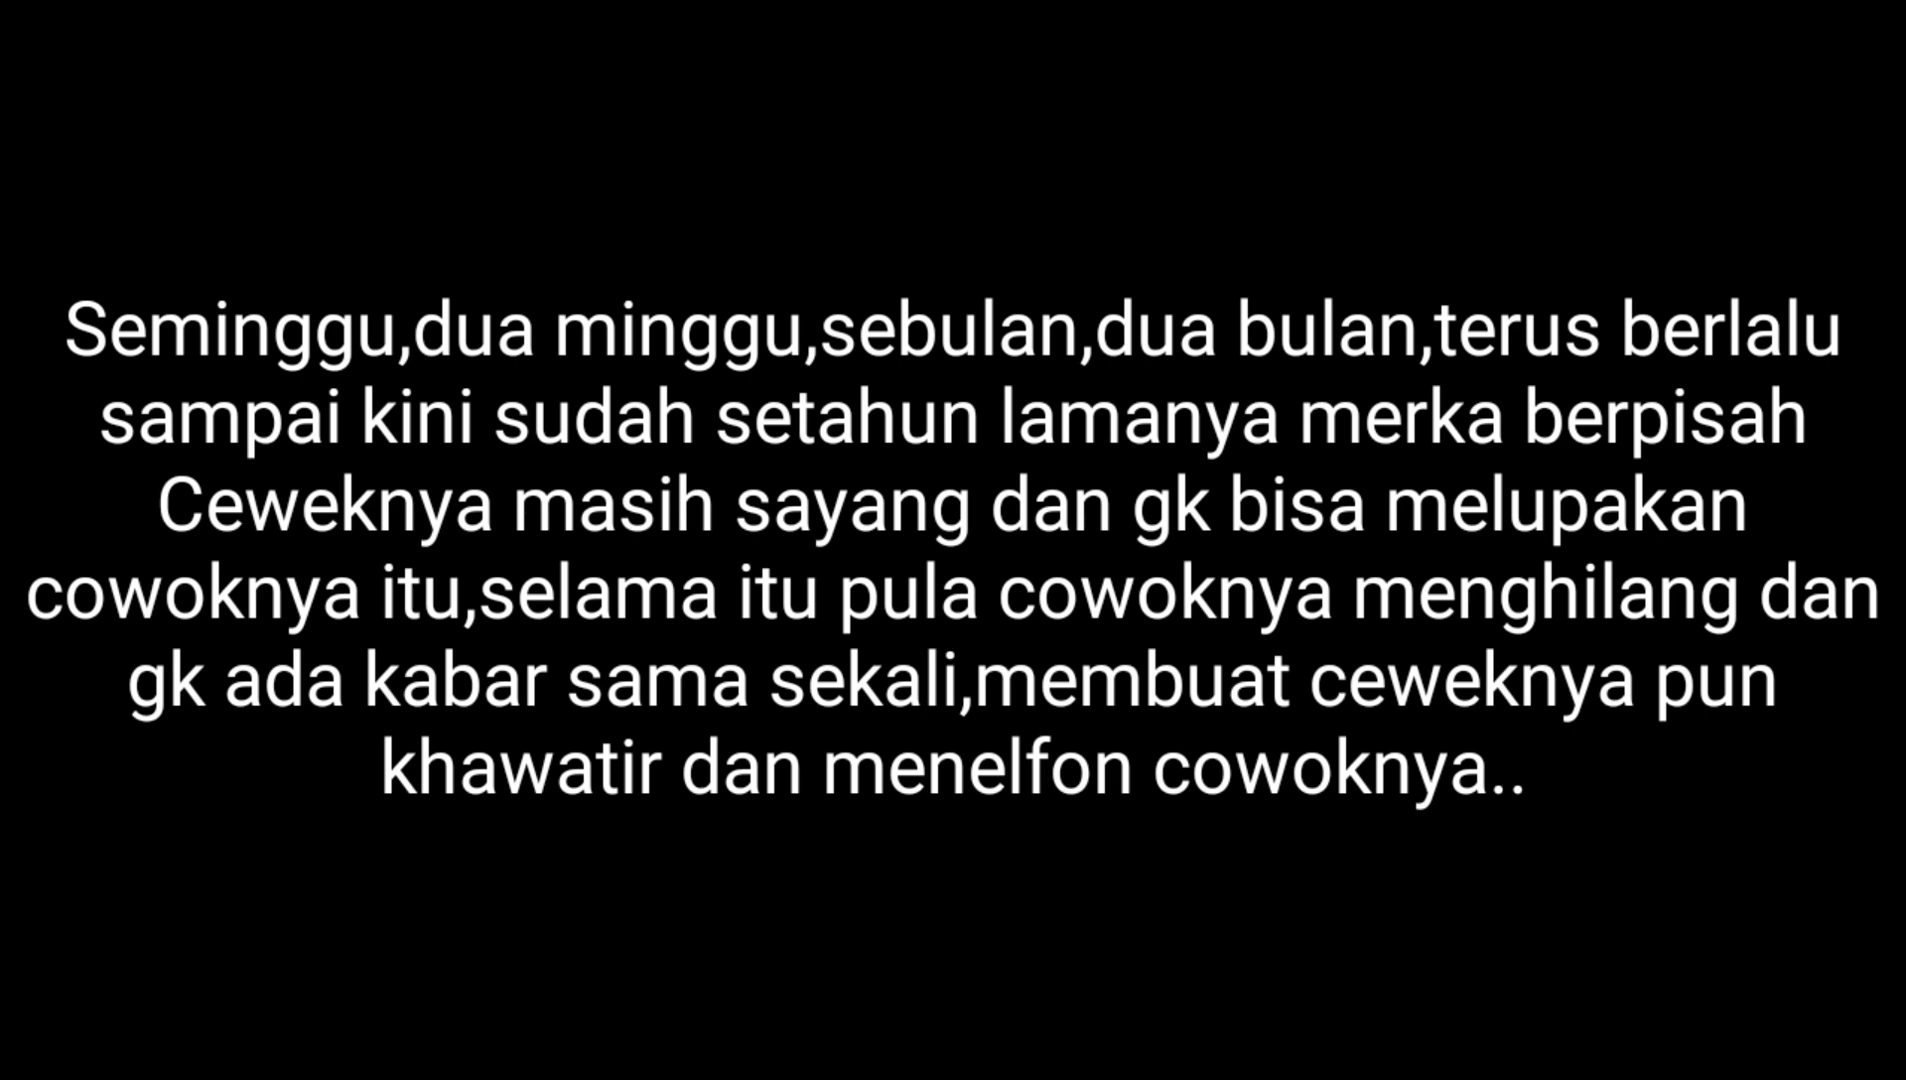 Seminggu,dua minggu,sebulan,dua bulan,terus berlalu
sampai kini sudah setahun lamanya merka berpisah
Ceweknya masih sayang dan gk bisa melupakan
cowoknya itu,selama itu pula cowoknya menghilang dan
gk ada kabar sama sekali,membuat ceweknya pun
khawatir dan menelfon cowoknya..